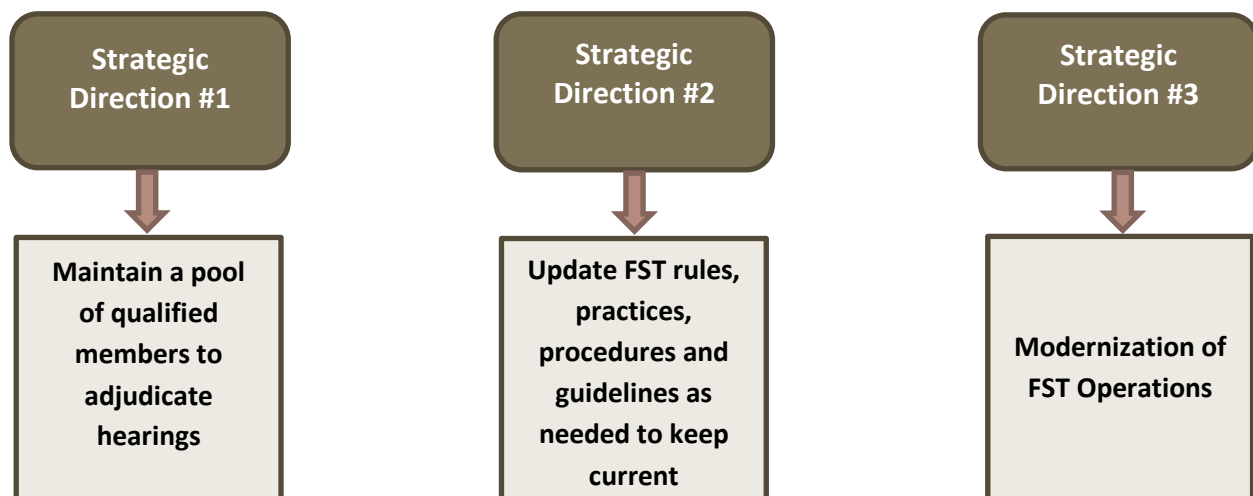 Strategic
Direction #1
Strategic
Direction #2
Strategic
Direction #3
Maintain a pool
of qualified
members to
adjudicate
hearings
Update FST rules,
practices,
procedures and
guidelines as
needed to keep
current
Modernization of
FST Operations